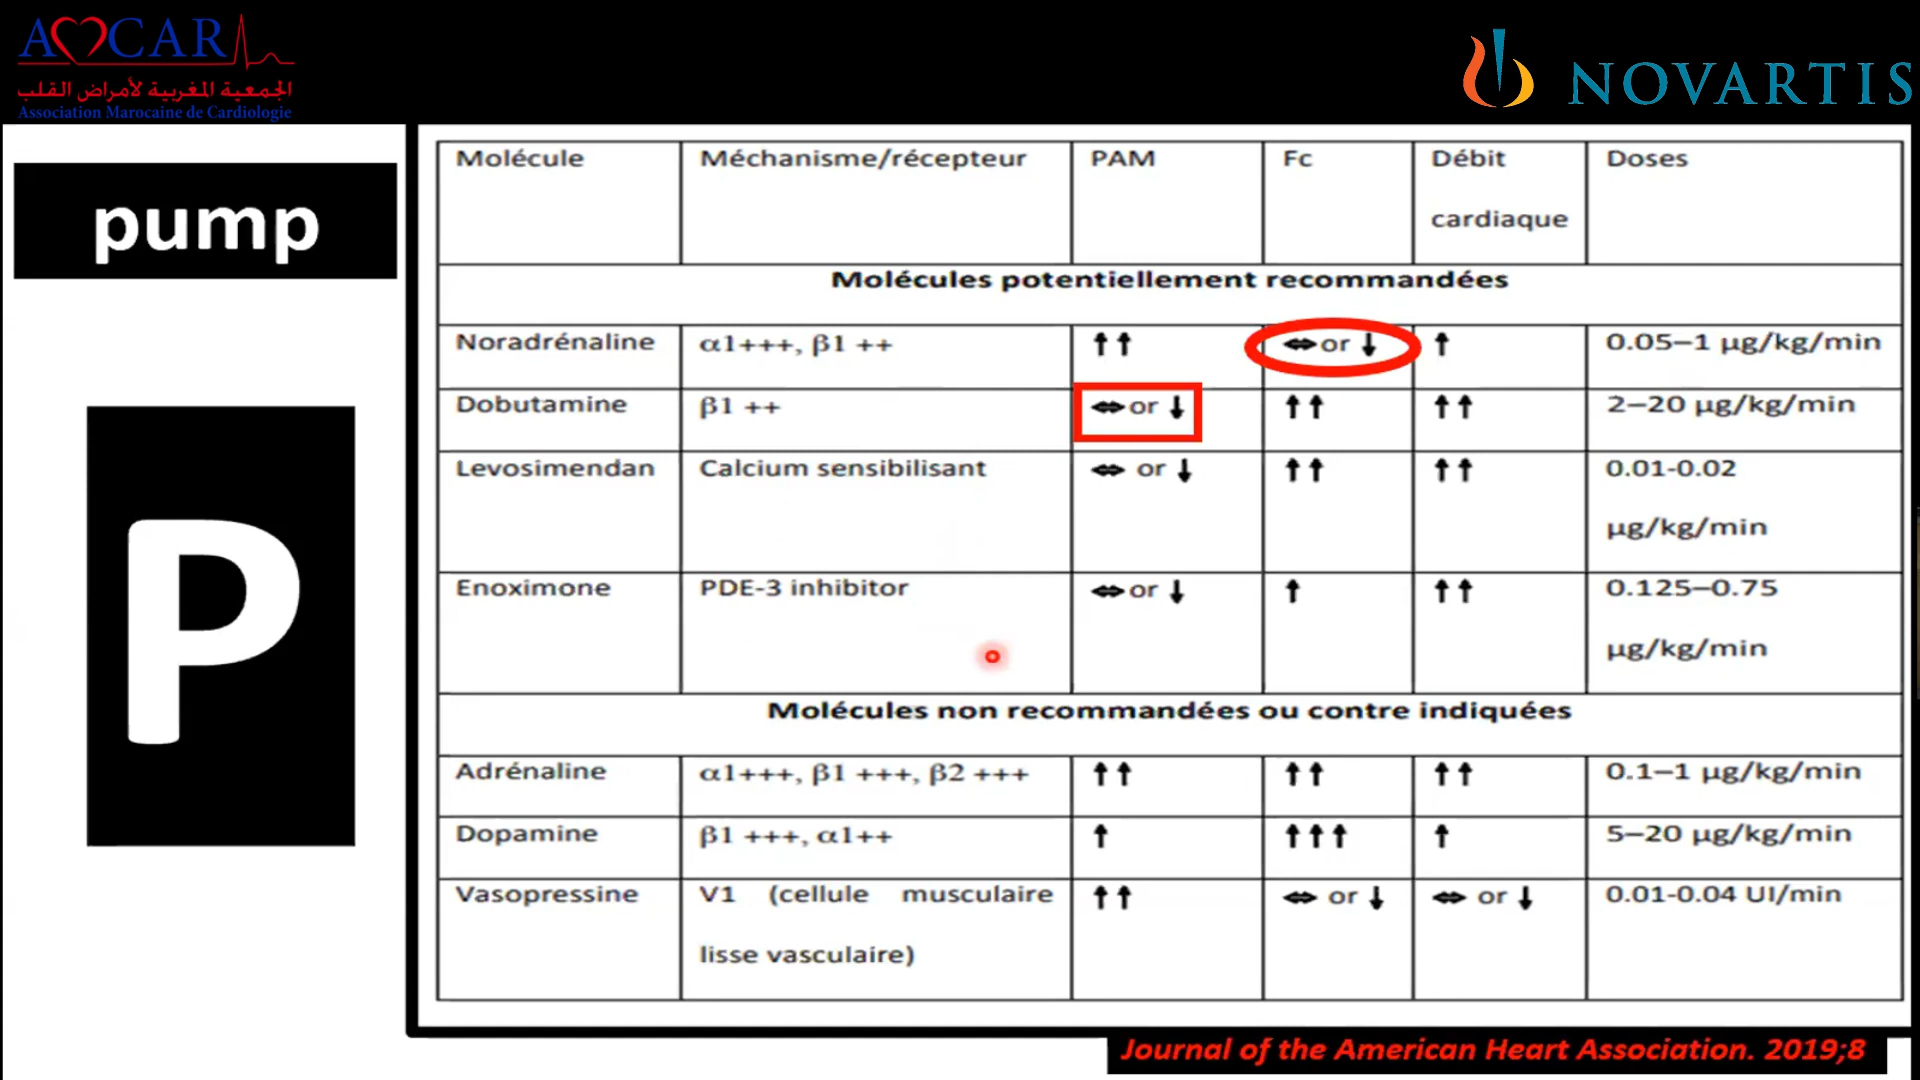 AMCAR
الجمعية المغربية لأمراض القلب
Association Marocaine de Cardiologie
NOVARTIS
pump
P
Molécule Méchanisme/récepteur PAM Fc Débit cardiaque Doses
Molécules potentiellement recommandées
Noradrénaline α1+++, β1 ++ ↑↑ ⇔or ↓ ↑ 0.05–1 µg/kg/min
Dobutamine β1 ++ ⇔or ↓ ↑↑ ↑↑ 2–20 µg/kg/min
Levosimendan Calcium sensibilisant ⇔ or ↓ ↑↑ ↑↑ 0.01-0.02
µg/kg/min
Enoximone PDE-3 inhibitor ⇔or ↓ ↑ ↑↑ 0.125–0.75
µg/kg/min
Molécules non recommandées ou contre indiquées
Adrénaline α1+++, β1 +++, β2 +++ ↑↑ ↑↑ ↑↑ 0.1–1 µg/kg/min
Dopamine β1 +++, α1++ ↑ ↑↑↑ ↑ 5–20 µg/kg/min
Vasopressine V1 (cellule musculaire ↑↑ ⇔ or ↓ ⇔ or ↓ 0.01-0.04 UI/min
lisse vasculaire)
Journal of the American Heart Association. 2019;8